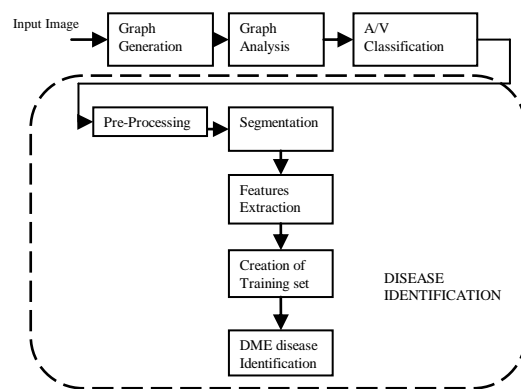 Input Image
Graph
Generation
Graph
Analysis
A/V
Classification
Pre-Processing
Segmentation
Features
Extraction
Creation of
Training set
DISEASE
IDENTIFICATION
DME disease
Identification